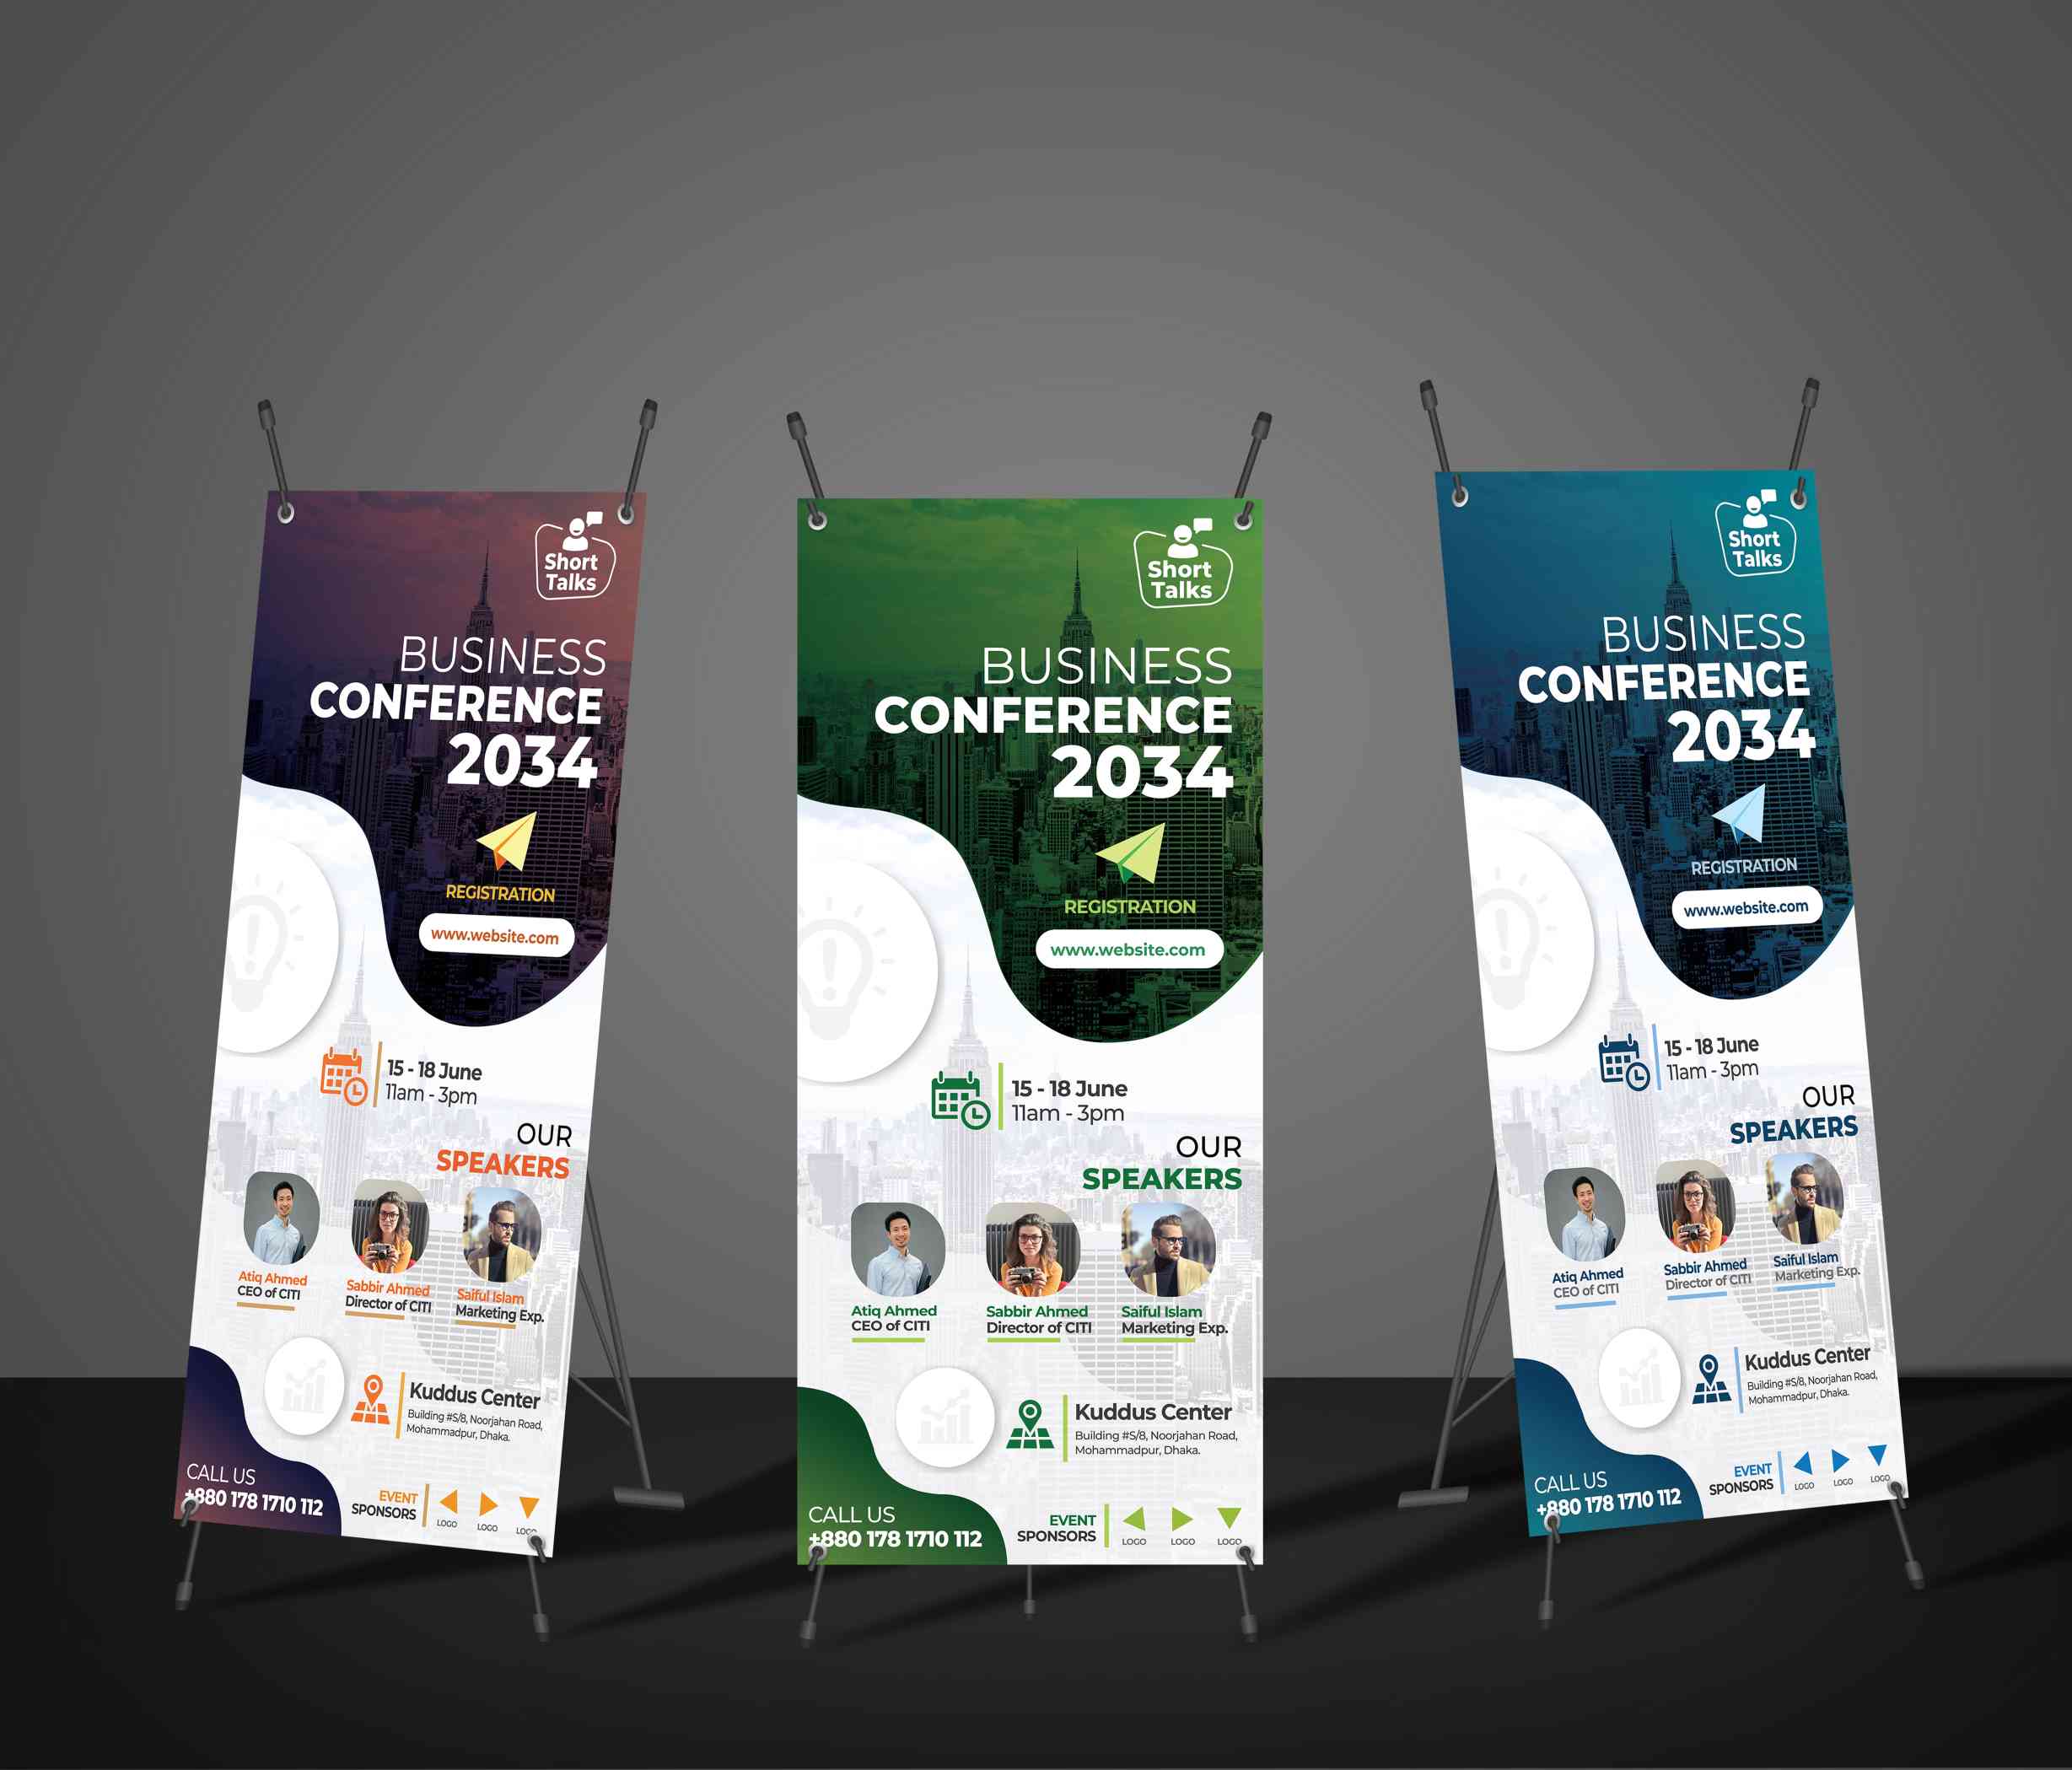 Short
Talks
BUSINESS
CONFERENCE
2034
REGISTRATION
www.website.com
15 - 18 June
11am - 3pm
OUR
SPEAKERS
Atiq Ahmed
CEO of CITI
Sabbir Ahmed
Director of CITI
Saiful Islam
Marketing Exp.
Kuddus Center
Building #S/8, Noorjahan Road,
Mohammadpur, Dhaka.
CALL US
+880 178 1710 112
EVENT
SPONSORS
LOGO
LOGO
LOGO
Short
Talks
BUSINESS
CONFERENCE
2034
REGISTRATION
www.website.com
15 - 18 June
11am - 3pm
OUR
SPEAKERS
Atiq Ahmed
CEO of CITI
Sabbir Ahmed
Director of CITI
Saiful Islam
Marketing Exp.
Kuddus Center
Building #S/8, Noorjahan Road,
Mohammadpur, Dhaka.
CALL US
+880 178 1710 112
EVENT
SPONSORS
LOGO
LOGO
LOGO
Short
Talks
BUSINESS
CONFERENCE
2034
REGISTRATION
www.website.com
15 - 18 June
11am - 3pm
OUR
SPEAKERS
Atiq Ahmed
CEO of CITI
Sabbir Ahmed
Director of CITI
Saiful Islam
Marketing Exp.
Kuddus Center
Building #S/8, Noorjahan Road,
Mohammadpur, Dhaka.
CALL US
+880 178 1710 112
EVENT
SPONSORS
LOGO
LOGO
LOGO